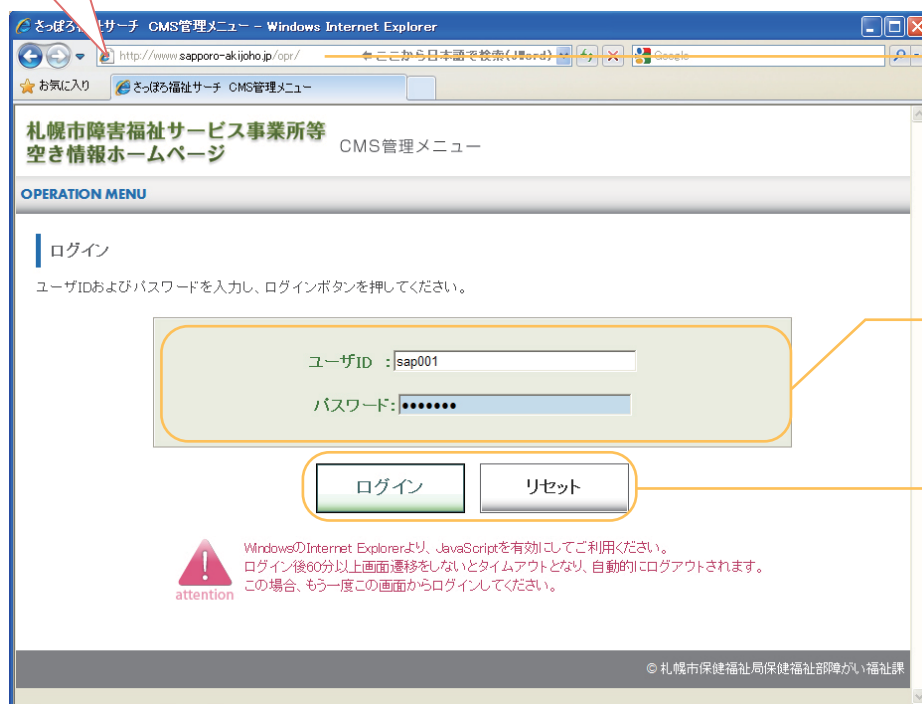 さっぽろ福祉サーチ CMS管理メニュー - Windows Internet Explorer
http://www.sapporo-akijoho.jp/opr/ ←ここから日本語で検索(JWord) Google
お気に入り さっぽろ福祉サーチ CMS管理メニュー
札幌市障害福祉サービス事業所等
空き情報ホームページ CMS管理メニュー
OPERATION MENU
ログイン
ユーザIDおよびパスワードを入力し、ログインボタンを押してください。
ユーザID :sap001
パスワード:•••••••
ログイン リセット
WindowsのInternet Explorerより、JavaScriptを有効にしてご利用ください。
ログイン後60分以上画面遷移をしないとタイムアウトとなり、自動的にログアウトされます。
この場合、もう一度この画面からログインしてください。
attention
©札幌市保健福祉局保健福祉部障がい福祉課